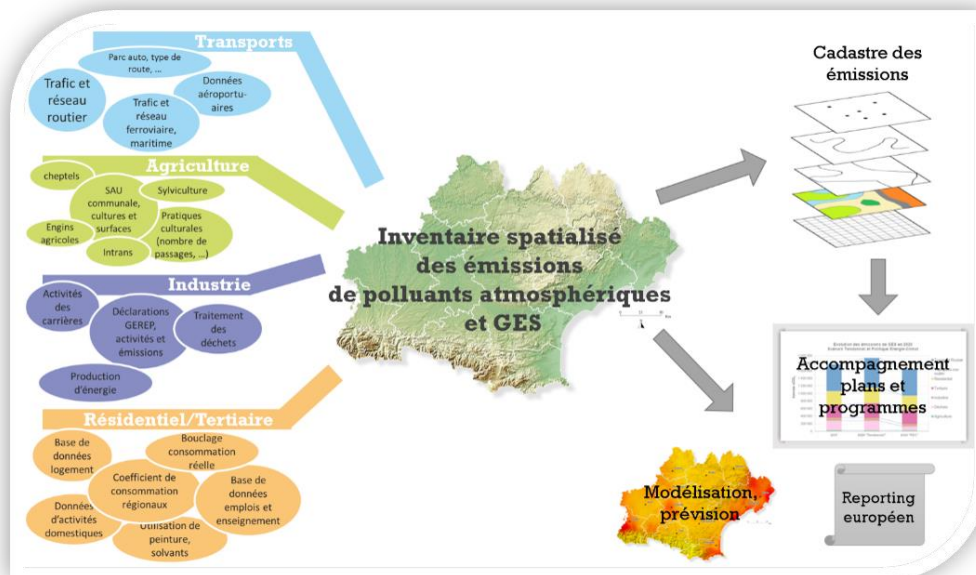 Transports
Parc auto, type de
route, ...
Trafic et
réseau
routier
Données
aéroportu-
aires
Trafic et
réseau
ferroviaire,
maritime
Agriculture
cheptels
SAU
communale,
cultures et
surfaces
Sylviculture
Pratiques
culturales
(nombre de
passages, ...)
Engins
agricoles
Intrans
Industrie
Activités
des
carrières
Déclarations
GEREP,
activités et
émissions
Traitement
des
déchets
Production
d'énergie
Résidentiel/Tertiaire
Base de
données
logement
Bouclage
consommation
réelle
Coefficient de
consommation
régionaux
Base de
données
emplois et
enseignement
Données
d'activités
domestiques
Utilisation de
peinture,
solvants
Inventaire spatialisé
des émissions
de polluants atmosphériques
et GES
Cadastre des
émissions
Accompagnement
plans et
programmes
Modélisation,
prévision
Reporting
européen